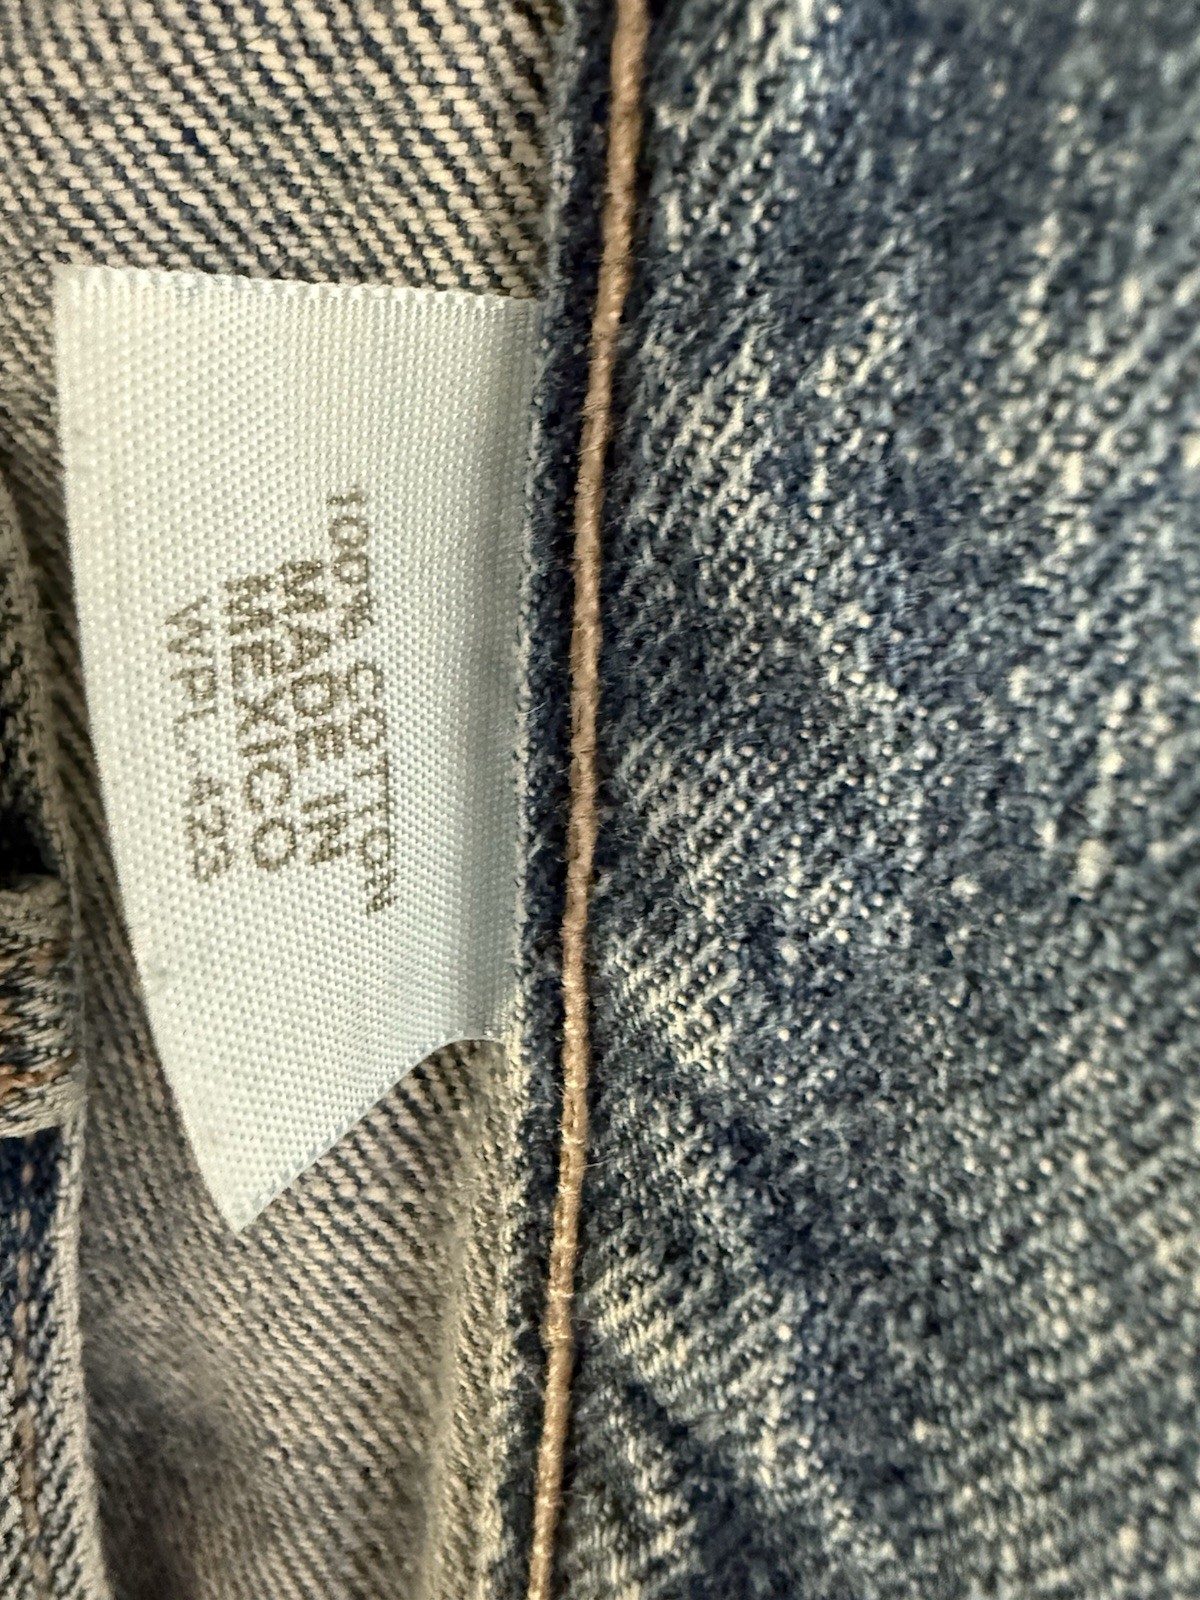 100% COTTON
MADE IN
MEXICO
WPL 423